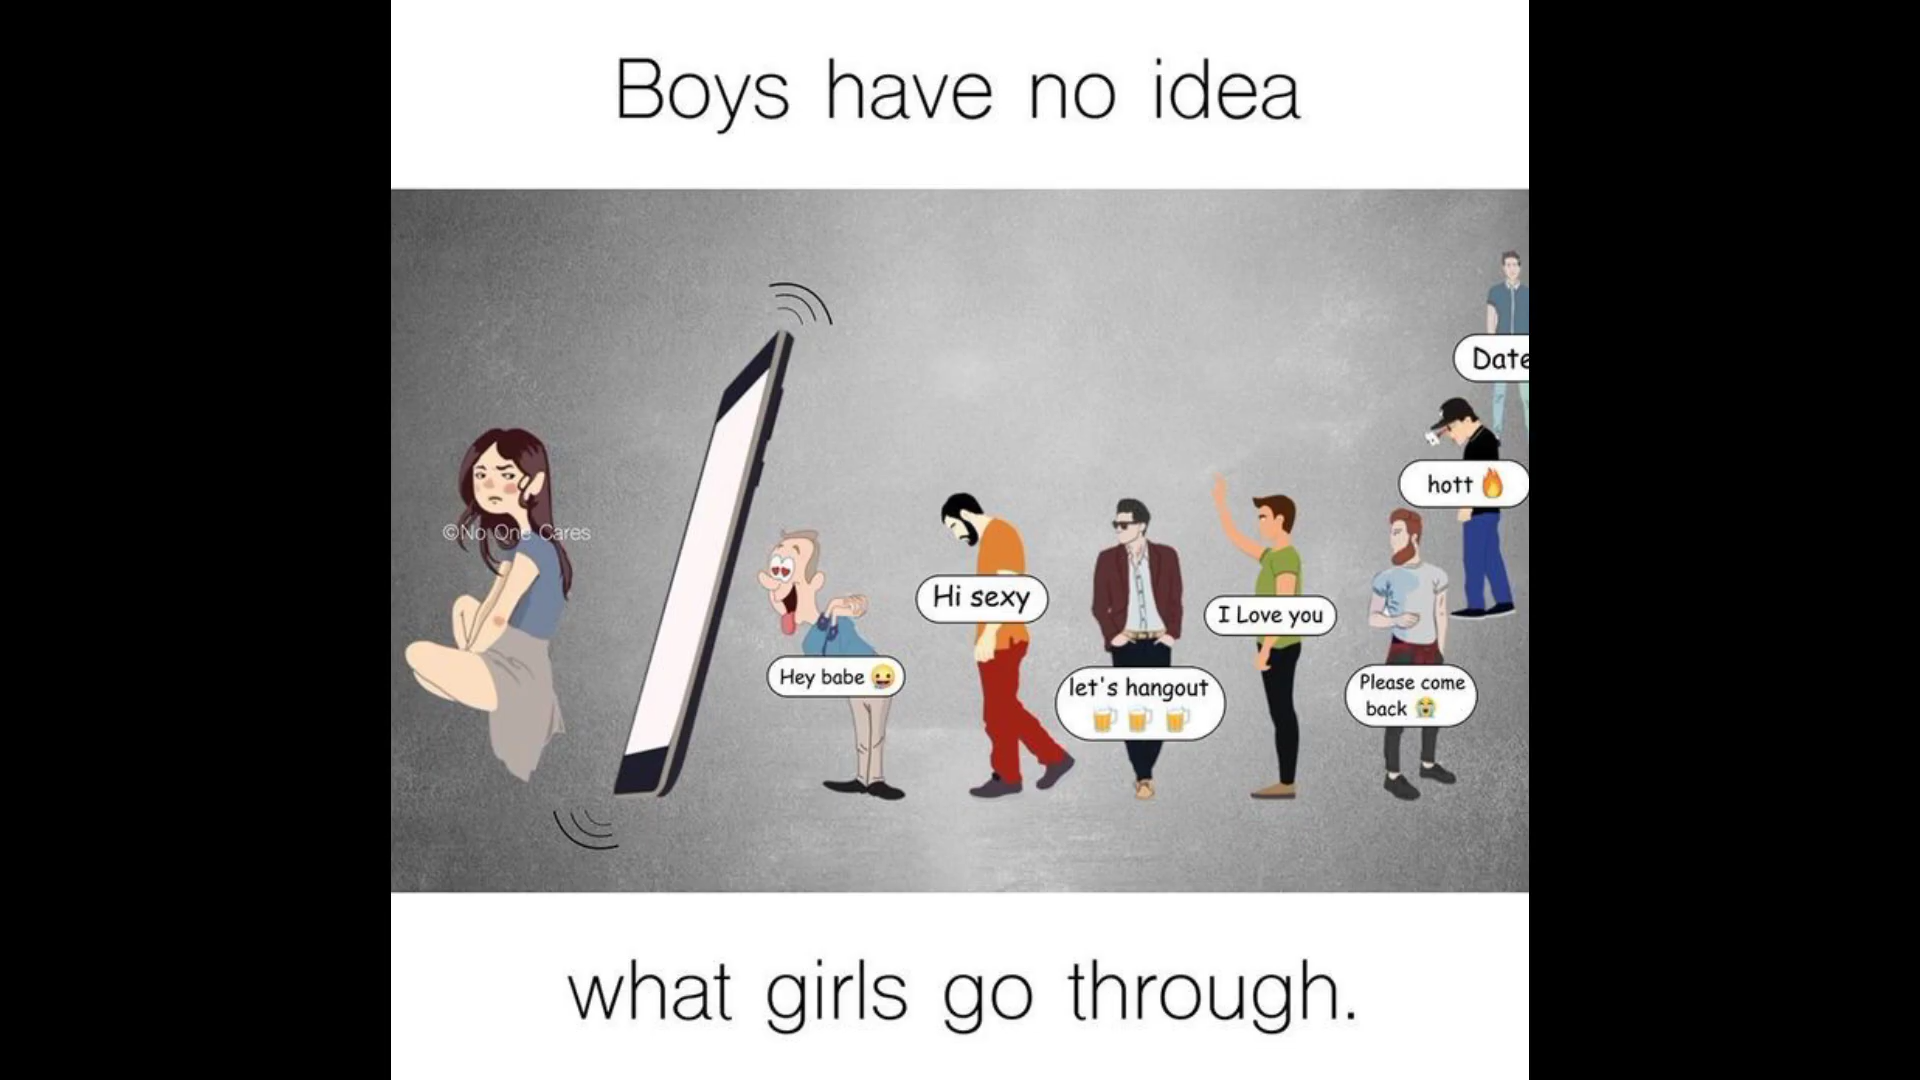 Boys have no idea
Date
hott 🔥
©No One Cares
Hi sexy
I Love you
Hey babe 😛
let's hangout
🍺 🍺 🍺
Please come
back 😭
what girls go through.